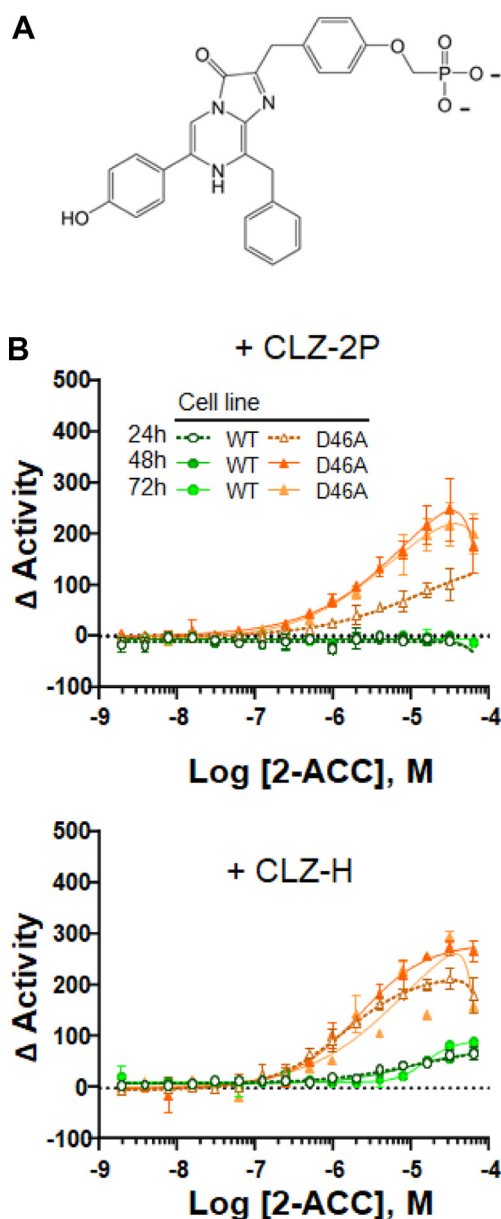 A
O
O
O
P
O
–
N
N
O
–
N
H
HO
B
+ CLZ-2P
500
400
300
200
100
0
-100
Δ Activity
Cell line
24h WT D46A
48h WT D46A
72h WT D46A
-9 -8 -7 -6 -5 -4
Log [2-ACC], M
+ CLZ-H
500
400
300
200
100
0
-100
Δ Activity
-9 -8 -7 -6 -5 -4
Log [2-ACC], M